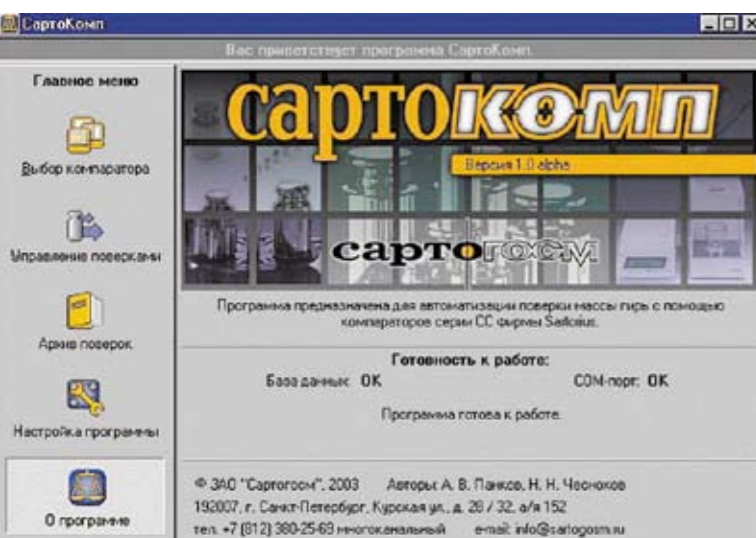 СартоКомп
Вас приветствует программа СартоКомп.
Главное меню
Выбор компаратора
Управление поверками
Архив поверок
Настройка программы
О программе
сартокомп
Версия 1.0 alpha
сартогосм
Программа предназначена для автоматизации поверки массы гирь с помощью
компараторов серии CC фирмы Sartorius.
Готовность к работе:
База данных: OK
COM-порт: OK
Программа готова к работе.
© ЗАО "Сартогосм", 2003 Авторы: А. В. Панков, Н. Н. Чесноков
192007, г. Санкт-Петербург, Курская ул., д. 28 / 32, а/я 152
тел. +7 (812) 380-25-69 многоканальный e-mail: info@sartogosm.ru